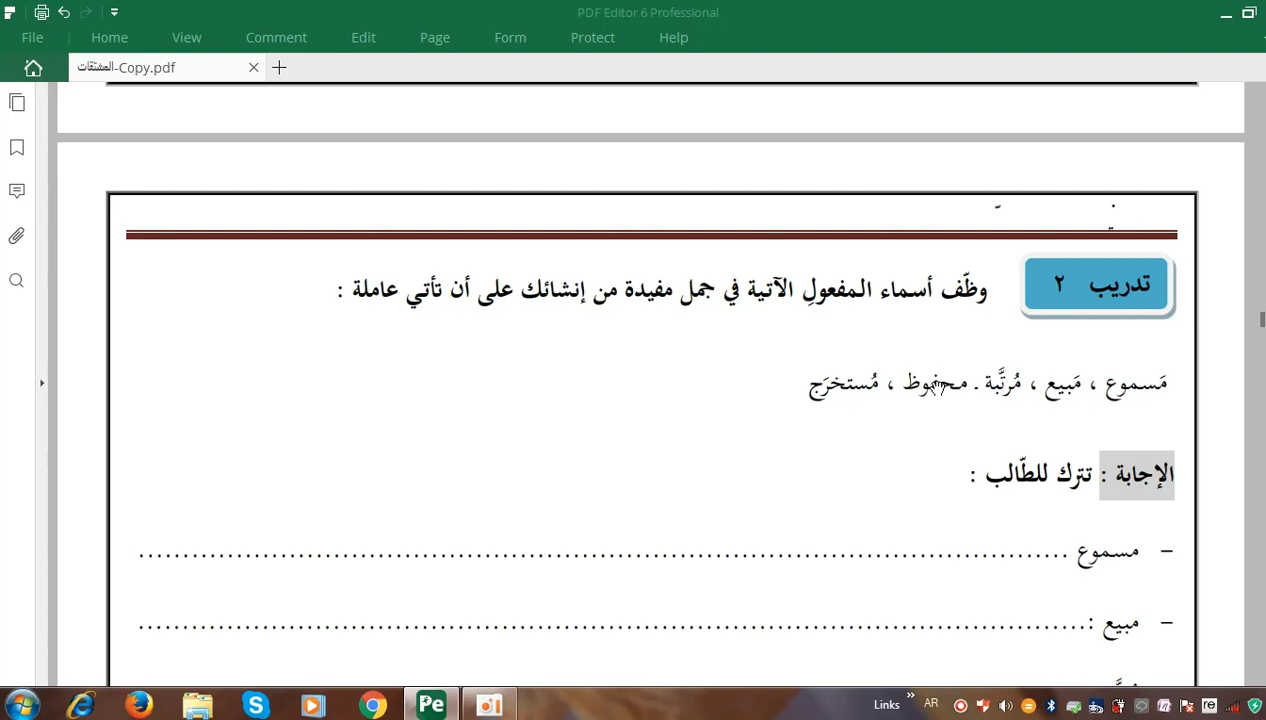 PDF Editor 6 Professional
File Home View Comment Edit Page Form Protect Help
المشتقات-Copy.pdf
تدريب ٢
وظّف أسماء المفعولِ الآتية في جمل مفيدة من إنشائك على أن تأتي عاملة :
مَسموع ، مَبيع ، مُرتَّبة . محفوظ ، مُستخرَج
الإجابة : تترك للطّالب :
– مسموع ..........................................................................................
– مبيع :..........................................................................................
Pe
Links
AR
re